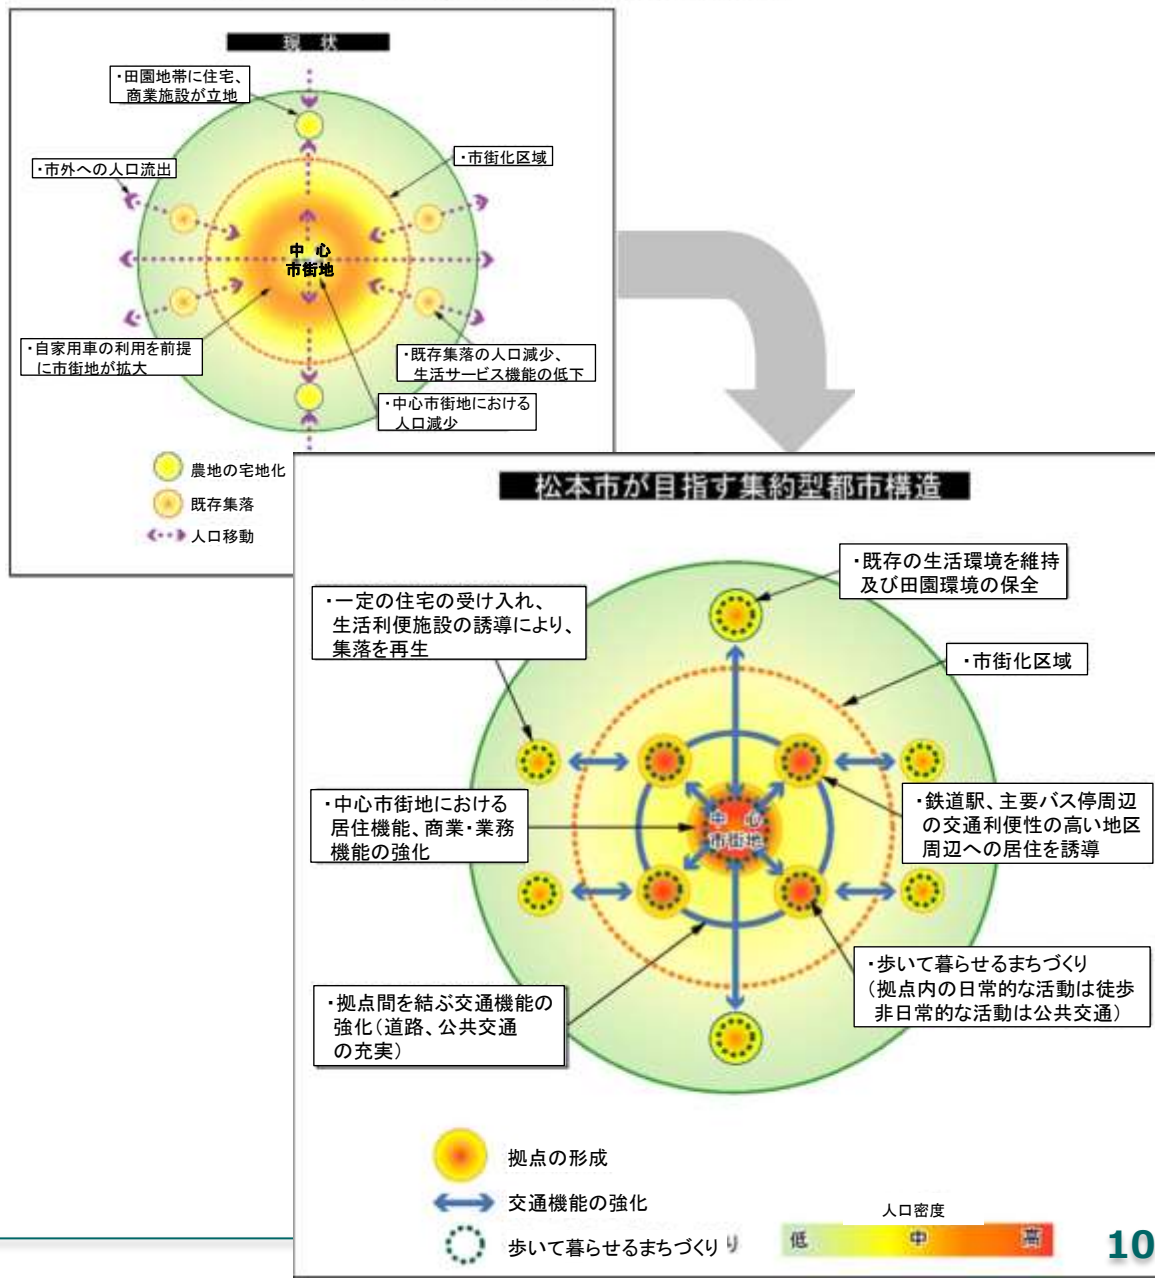 現 状
・田園地帯に住宅、
商業施設が立地
・市外への人口流出
・市街化区域
中 心
市街地
・自家用車の利用を前提
に市街地が拡大
・既存集落の人口減少、
生活サービス機能の低下
・中心市街地における
人口減少
農地の宅地化
既存集落
人口移動
松本市が目指す集約型都市構造
・既存の生活環境を維持
及び田園環境の保全
・一定の住宅の受け入れ、
生活利便施設の誘導により、
集落を再生
・市街化区域
・中心市街地における
居住機能、商業・業務
機能の強化
中 心
市街地
・鉄道駅、主要バス停周辺
の交通利便性の高い地区
周辺への居住を誘導
・歩いて暮らせるまちづくり
(拠点内の日常的な活動は徒歩
非日常的な活動は公共交通)
・拠点間を結ぶ交通機能の
強化(道路、公共交通
の充実)
拠点の形成
交通機能の強化
歩いて暮らせるまちづくり り
人口密度
低 中 高
10